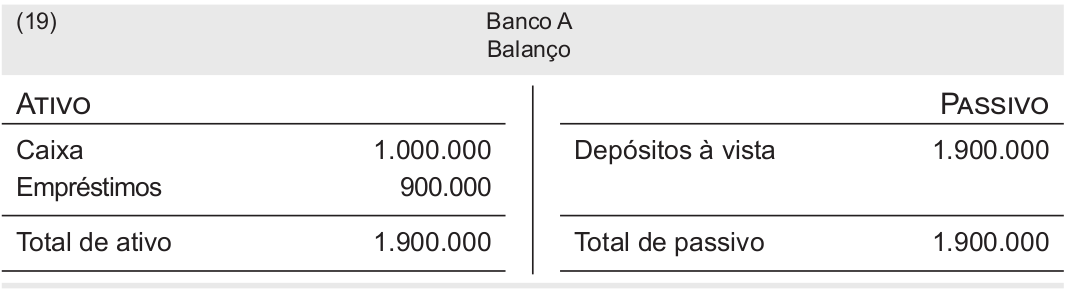 (19) Banco A
Balanço
Ativo Passivo
Caixa 1.000.000 Depósitos à vista 1.900.000
Empréstimos 900.000
Total de ativo 1.900.000 Total de passivo 1.900.000